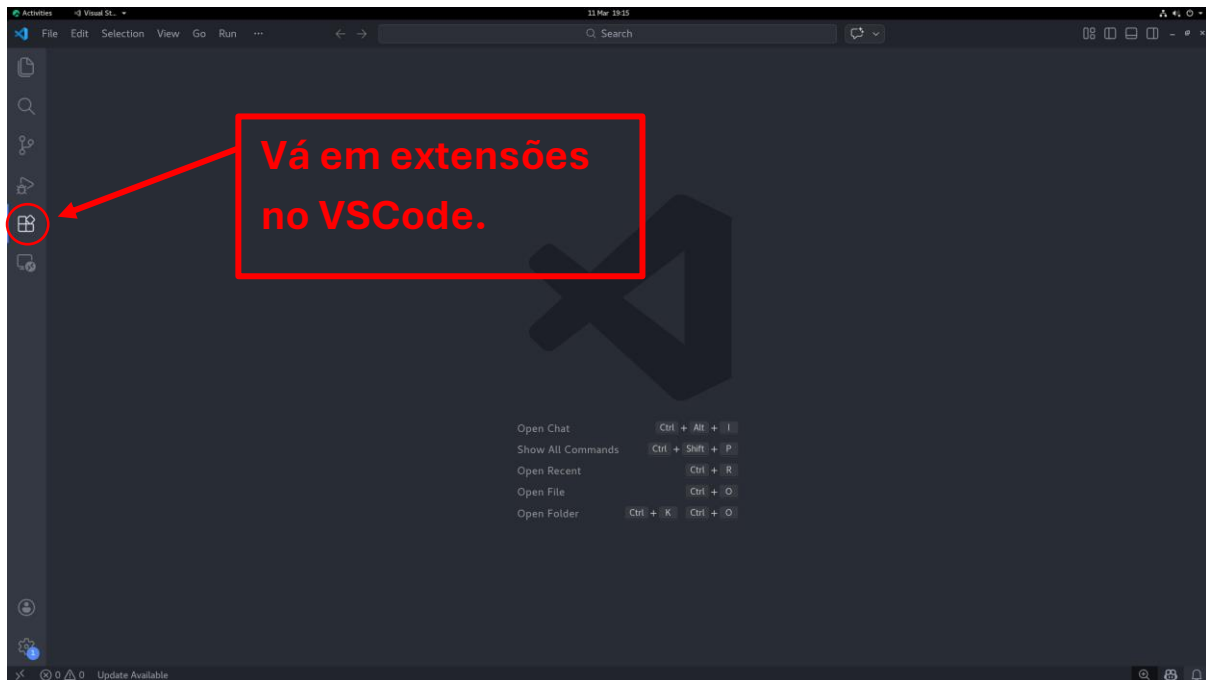 Activities
Visual St..
11 Mar 19:15
File Edit Selection View Go Run ···
Search
Vá em extensões
no VSCode.
Open Chat Ctrl + Alt + I
Show All Commands Ctrl + Shift + P
Open Recent Ctrl + R
Open File Ctrl + O
Open Folder Ctrl + K Ctrl + O
1
0 0 Update Available